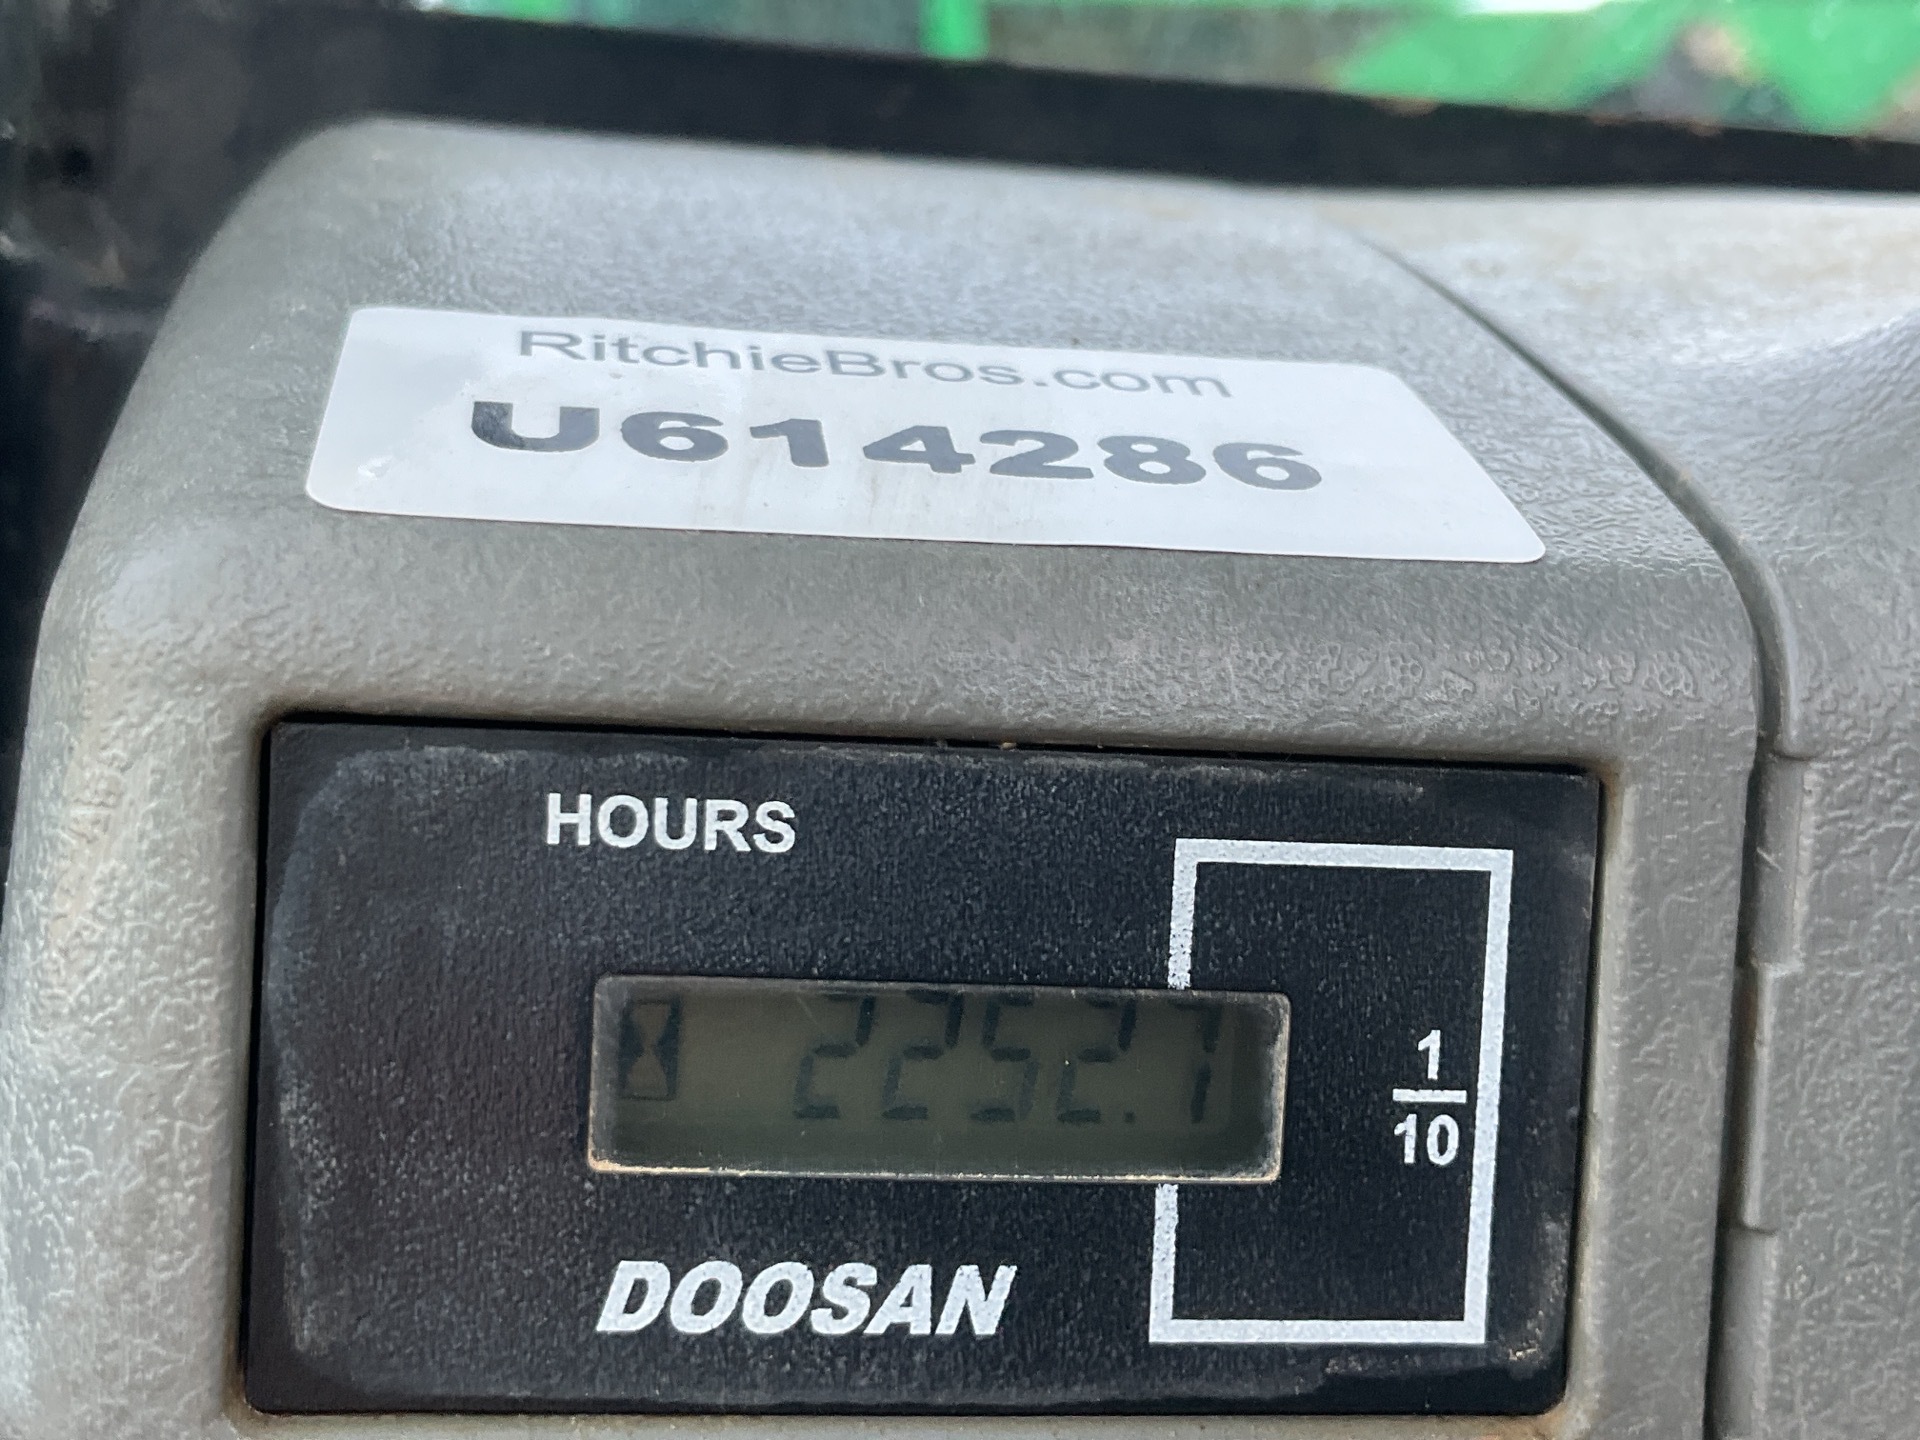 RitchieBros.com
U614286
HOURS
2252.7
1
10
DOOSAN